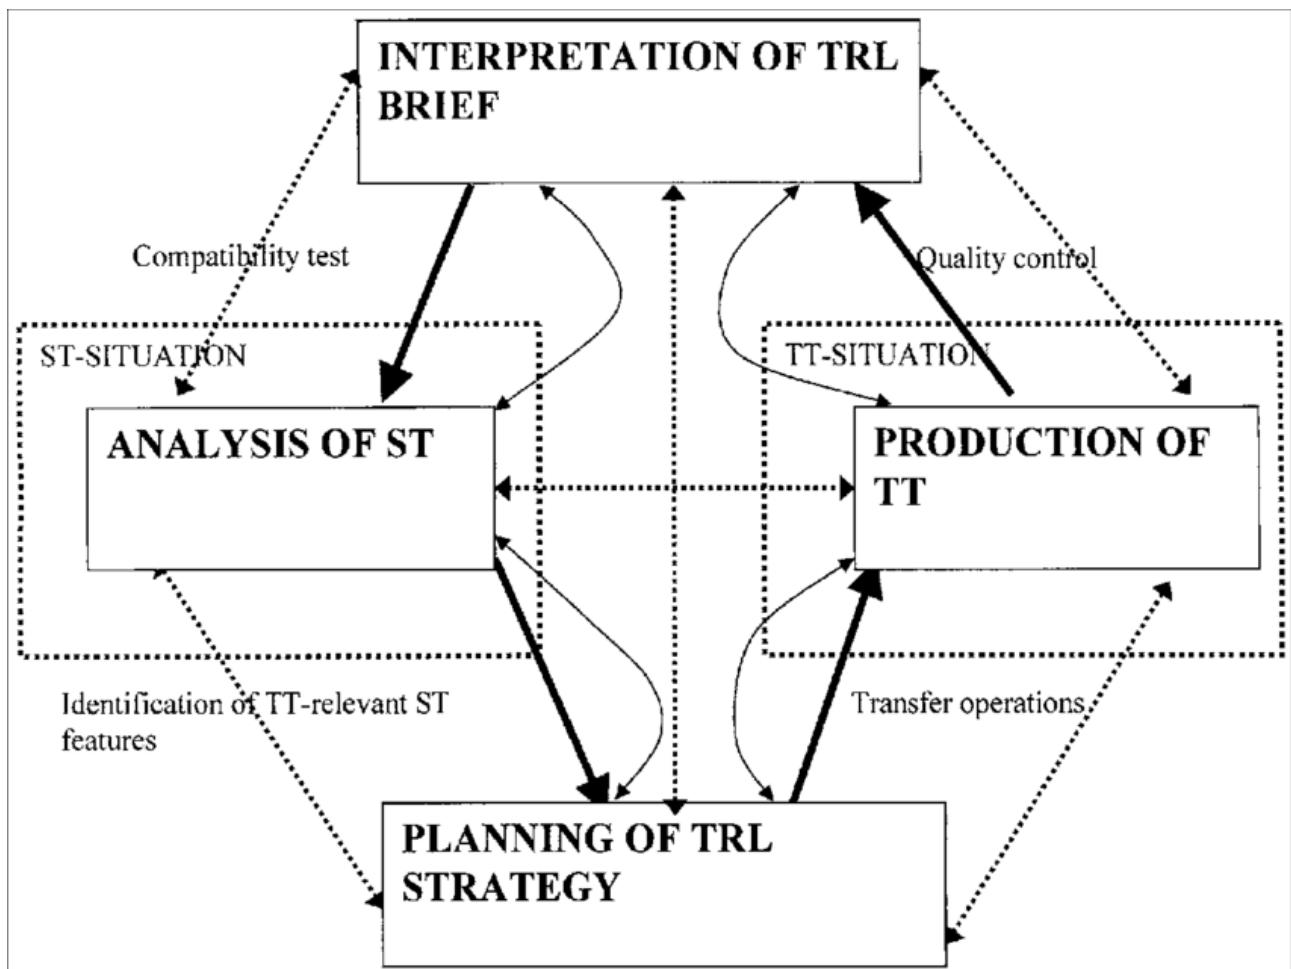 INTERPRETATION OF TRL
BRIEF
Compatibility test
Quality control
ST-SITUATION
TT-SITUATION
ANALYSIS OF ST
PRODUCTION OF
TT
Identification of TT-relevant ST
features
Transfer operations
PLANNING OF TRL
STRATEGY